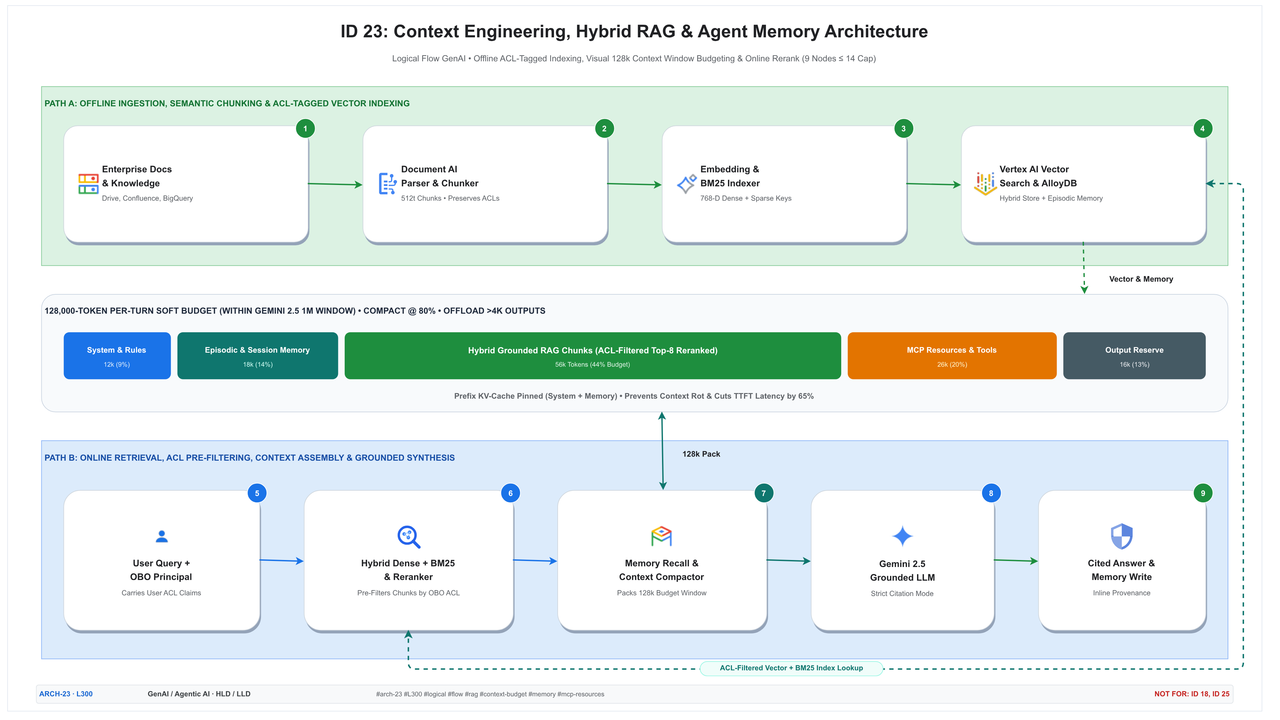 ID 23: Context Engineering, Hybrid RAG & Agent Memory Architecture
Logical Flow GenAI • Offline ACL-Tagged Indexing, Visual 128k Context Window Budgeting & Online Rerank (9 Nodes ≤ 14 Cap)
PATH A: OFFLINE INGESTION, SEMANTIC CHUNKING & ACL-TAGGED VECTOR INDEXING
1
Enterprise Docs
& Knowledge
Drive, Confluence, BigQuery
2
Document AI
Parser & Chunker
512t Chunks • Preserves ACLs
3
Embedding &
BM25 Indexer
768-D Dense + Sparse Keys
4
Vertex AI Vector
Search & AlloyDB
Hybrid Store + Episodic Memory
Vector & Memory
128,000-TOKEN PER-TURN SOFT BUDGET (WITHIN GEMINI 2.5 1M WINDOW) • COMPACT @ 80% • OFFLOAD >4K OUTPUTS
System & Rules
12k (9%)
Episodic & Session Memory
18k (14%)
Hybrid Grounded RAG Chunks (ACL-Filtered Top-8 Reranked)
56k Tokens (44% Budget)
MCP Resources & Tools
26k (20%)
Output Reserve
16k (13%)
Prefix KV-Cache Pinned (System + Memory) • Prevents Context Rot & Cuts TTFT Latency by 65%
128k Pack
PATH B: ONLINE RETRIEVAL, ACL PRE-FILTERING, CONTEXT ASSEMBLY & GROUNDED SYNTHESIS
5
User Query +
OBO Principal
Carries User ACL Claims
6
Hybrid Dense + BM25
& Reranker
Pre-Filters Chunks by OBO ACL
7
Memory Recall &
Context Compactor
Packs 128k Budget Window
8
Gemini 2.5
Grounded LLM
Strict Citation Mode
9
Cited Answer &
Memory Write
Inline Provenance
ACL-Filtered Vector + BM25 Index Lookup
ARCH-23 · L300
GenAI / Agentic AI · HLD / LLD
#arch-23 #L300 #logical #flow #rag #context-budget #memory #mcp-resources
NOT FOR: ID 18, ID 25